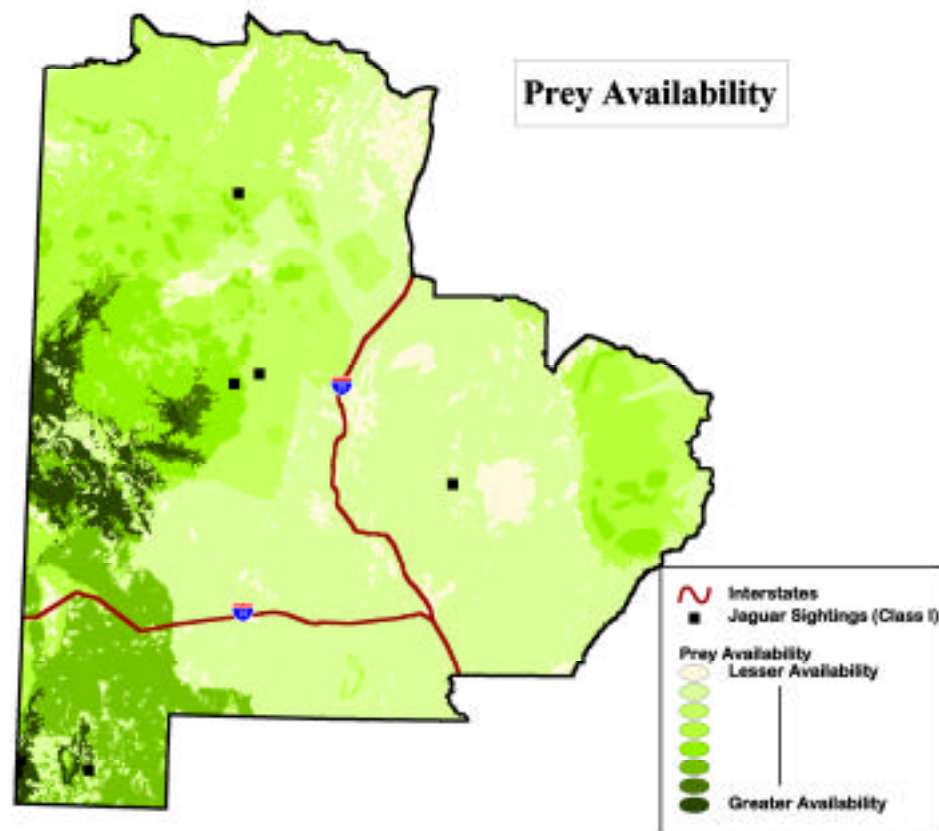 Prey Availability
Interstates
Jaguar Sightings (Class I)
Prey Availability
Lesser Availability
Greater Availability